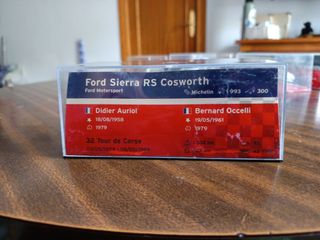 Ford Sierra RS Cosworth
Ford Motorsport Michelin 1993 300
Didier Auriol Bernard Occelli
18/08/1958 19/05/1961
1979 1979
32 Tour de Corse